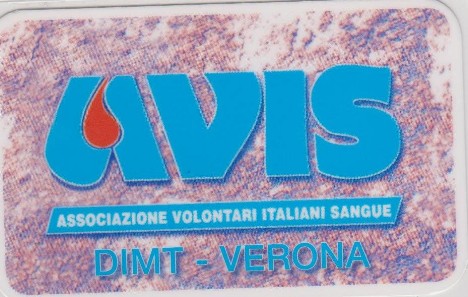 AVIS
ASSOCIAZIONE VOLONTARI ITALIANI SANGUE
DIMT - VERONA